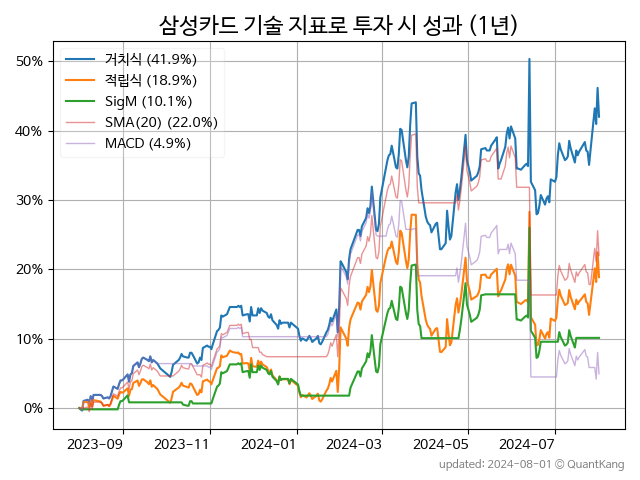 삼성카드 기술 지표로 투자 시 성과 (1년)
거치식 (41.9%)
적립식 (18.9%)
SigM (10.1%)
SMA(20) (22.0%)
MACD (4.9%)
50%
40%
30%
20%
10%
0%
2023-09 2023-11 2024-01 2024-03 2024-05 2024-07
updated: 2024-08-01 © QuantKang